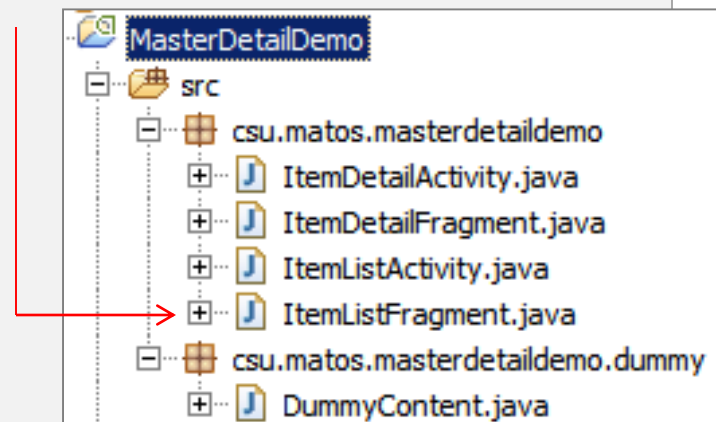 MasterDetailDemo
src
csu.matos.masterdetaildemo
ItemDetailActivity.java
ItemDetailFragment.java
ItemListActivity.java
ItemListFragment.java
csu.matos.masterdetaildemo.dummy
DummyContent.java